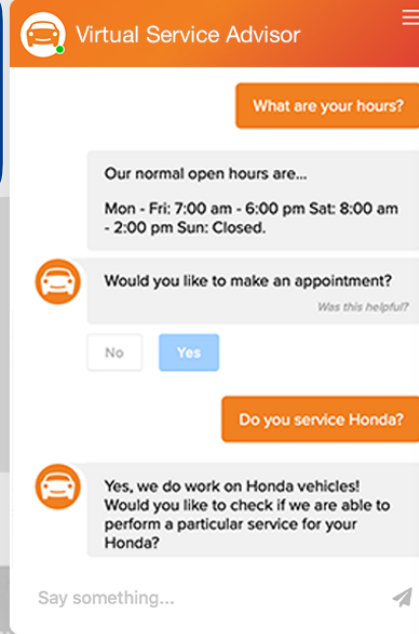 Virtual Service Advisor
What are your hours?
Our normal open hours are...
Mon - Fri: 7:00 am - 6:00 pm Sat: 8:00 am
- 2:00 pm Sun: Closed.
Would you like to make an appointment?
Was this helpful?
No
Yes
Do you service Honda?
Yes, we do work on Honda vehicles!
Would you like to check if we are able to
perform a particular service for your
Honda?
Say something...